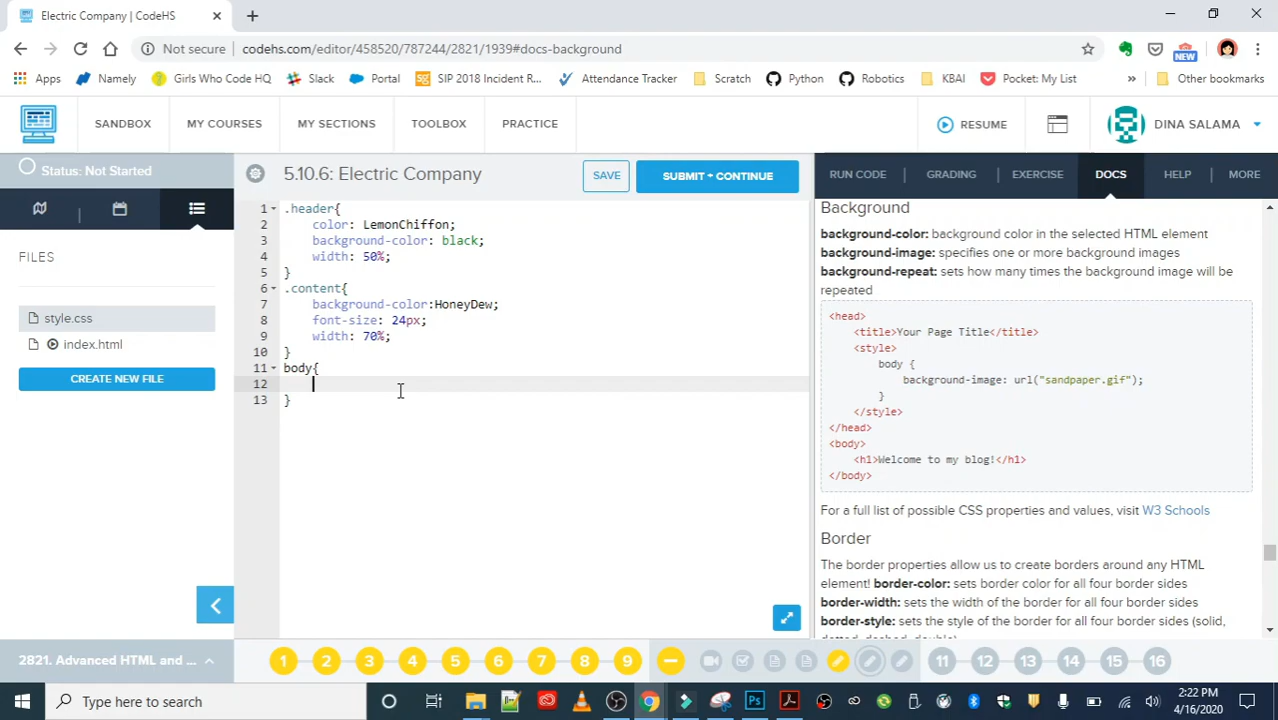 Electric Company | CodeHS
Not secure | codehs.com/editor/458520/787244/2821/1939#docs-background
Apps Namely Girls Who Code HQ Slack Portal SIP 2018 Incident R... Attendance Tracker Scratch Python Robotics KBAI Pocket: My List » Other bookmarks
NEW
SANDBOX MY COURSES MY SECTIONS TOOLBOX PRACTICE RESUME DINA SALAMA
Status: Not Started
5.10.6: Electric Company SAVE SUBMIT + CONTINUE
RUN CODE GRADING EXERCISE DOCS HELP MORE
FILES
style.css
index.html
CREATE NEW FILE
1 .header{
2 color: LemonChiffon;
3 background-color: black;
4 width: 50%;
5 }
6 .content{
7 background-color:HoneyDew;
8 font-size: 24px;
9 width: 70%;
10 }
11 body{
12
13 }
Background
background-color: background color in the selected HTML element
background-image: specifies one or more background images
background-repeat: sets how many times the background image will be
repeated
<head>
<title>Your Page Title</title>
<style>
body {
background-image: url("sandpaper.gif");
}
</style>
</head>
<body>
<h1>Welcome to my blog!</h1>
</body>
For a full list of possible CSS properties and values, visit W3 Schools
Border
The border properties allow us to create borders around any HTML
element! border-color: sets border color for all four border sides
border-width: sets the width of the border for all four border sides
border-style: sets the style of the border for all four border sides (solid,
dotted, dashed, double)
2821. Advanced HTML and ... 1 2 3 4 5 6 7 8 9 11 12 13 14 15 16
Type here to search
2:22 PM
4/16/2020